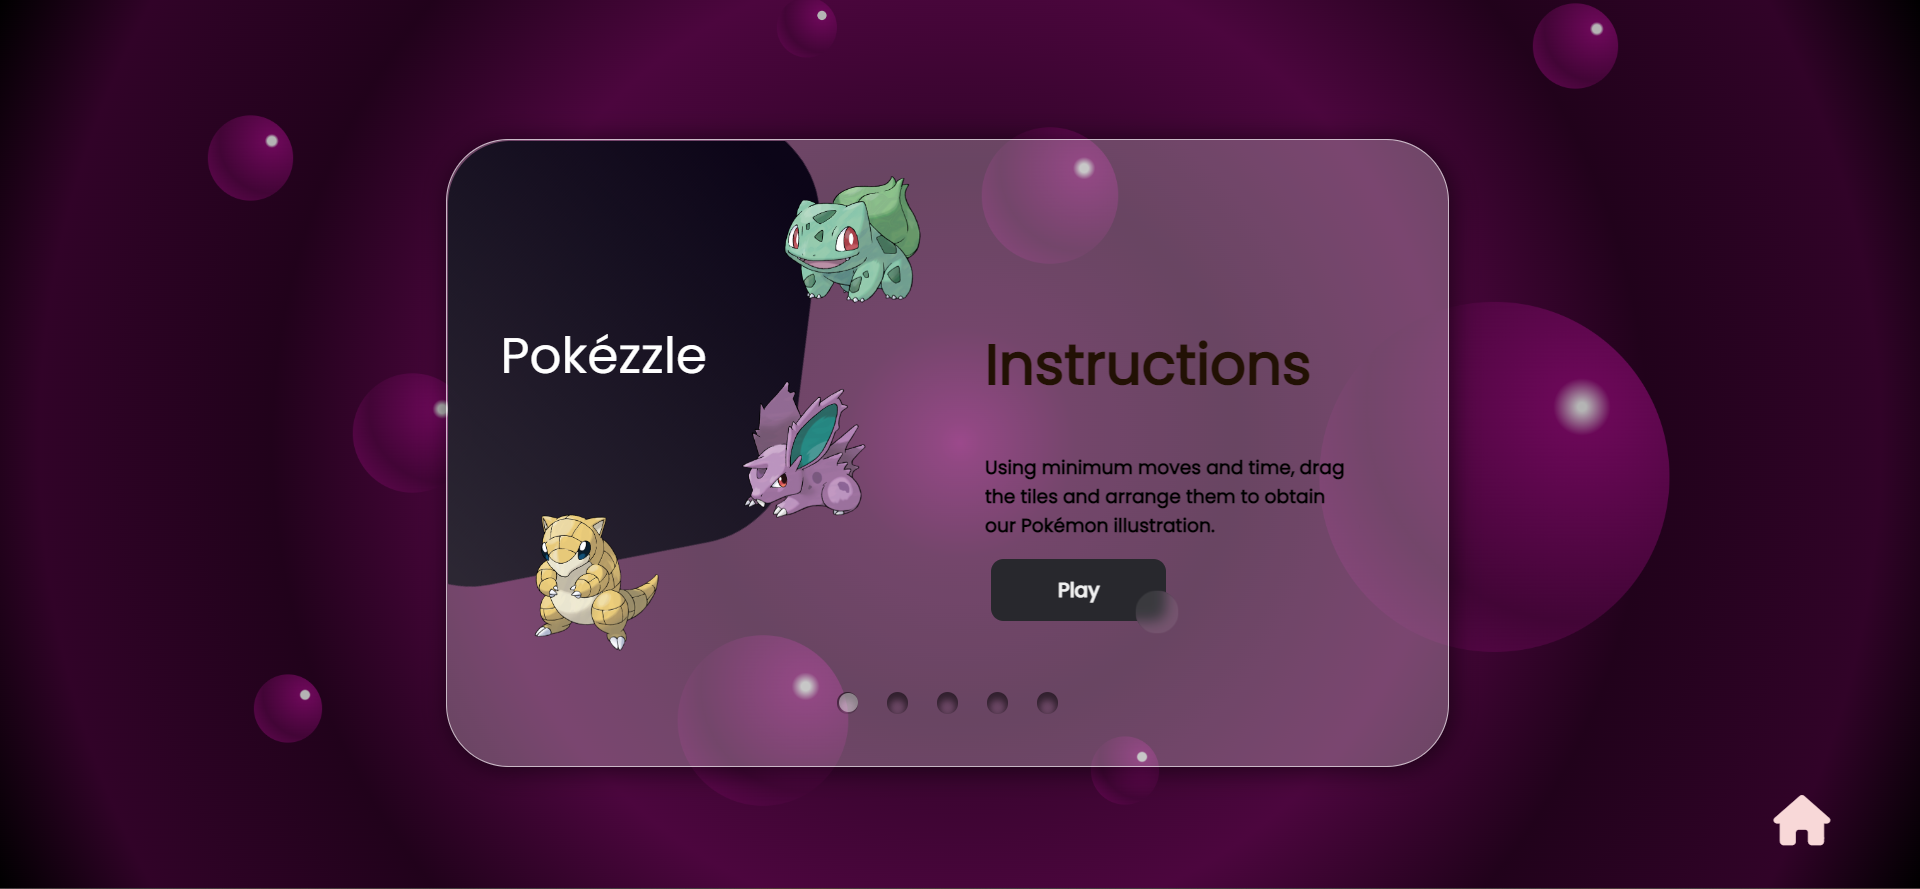 Pokézzle
Instructions
Using minimum moves and time, drag
the tiles and arrange them to obtain
our Pokémon illustration.
Play